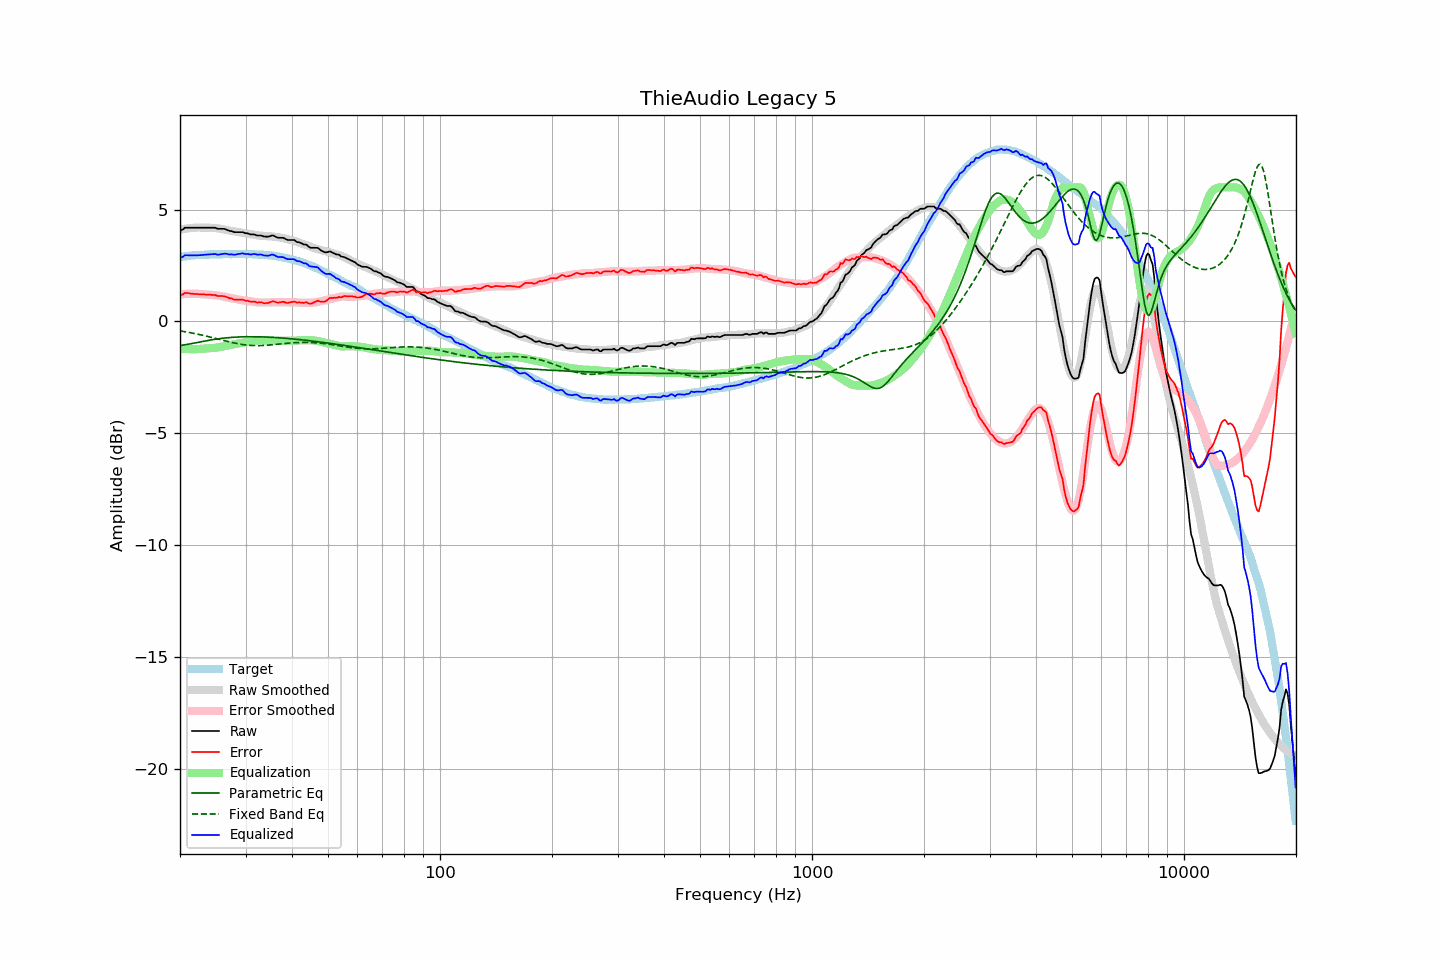 ThieAudio Legacy 5
Amplitude (dBr)
5
0
−5
−10
−15
−20
Target
Raw Smoothed
Error Smoothed
Raw
Error
Equalization
Parametric Eq
Fixed Band Eq
Equalized
100 1000 10000
Frequency (Hz)